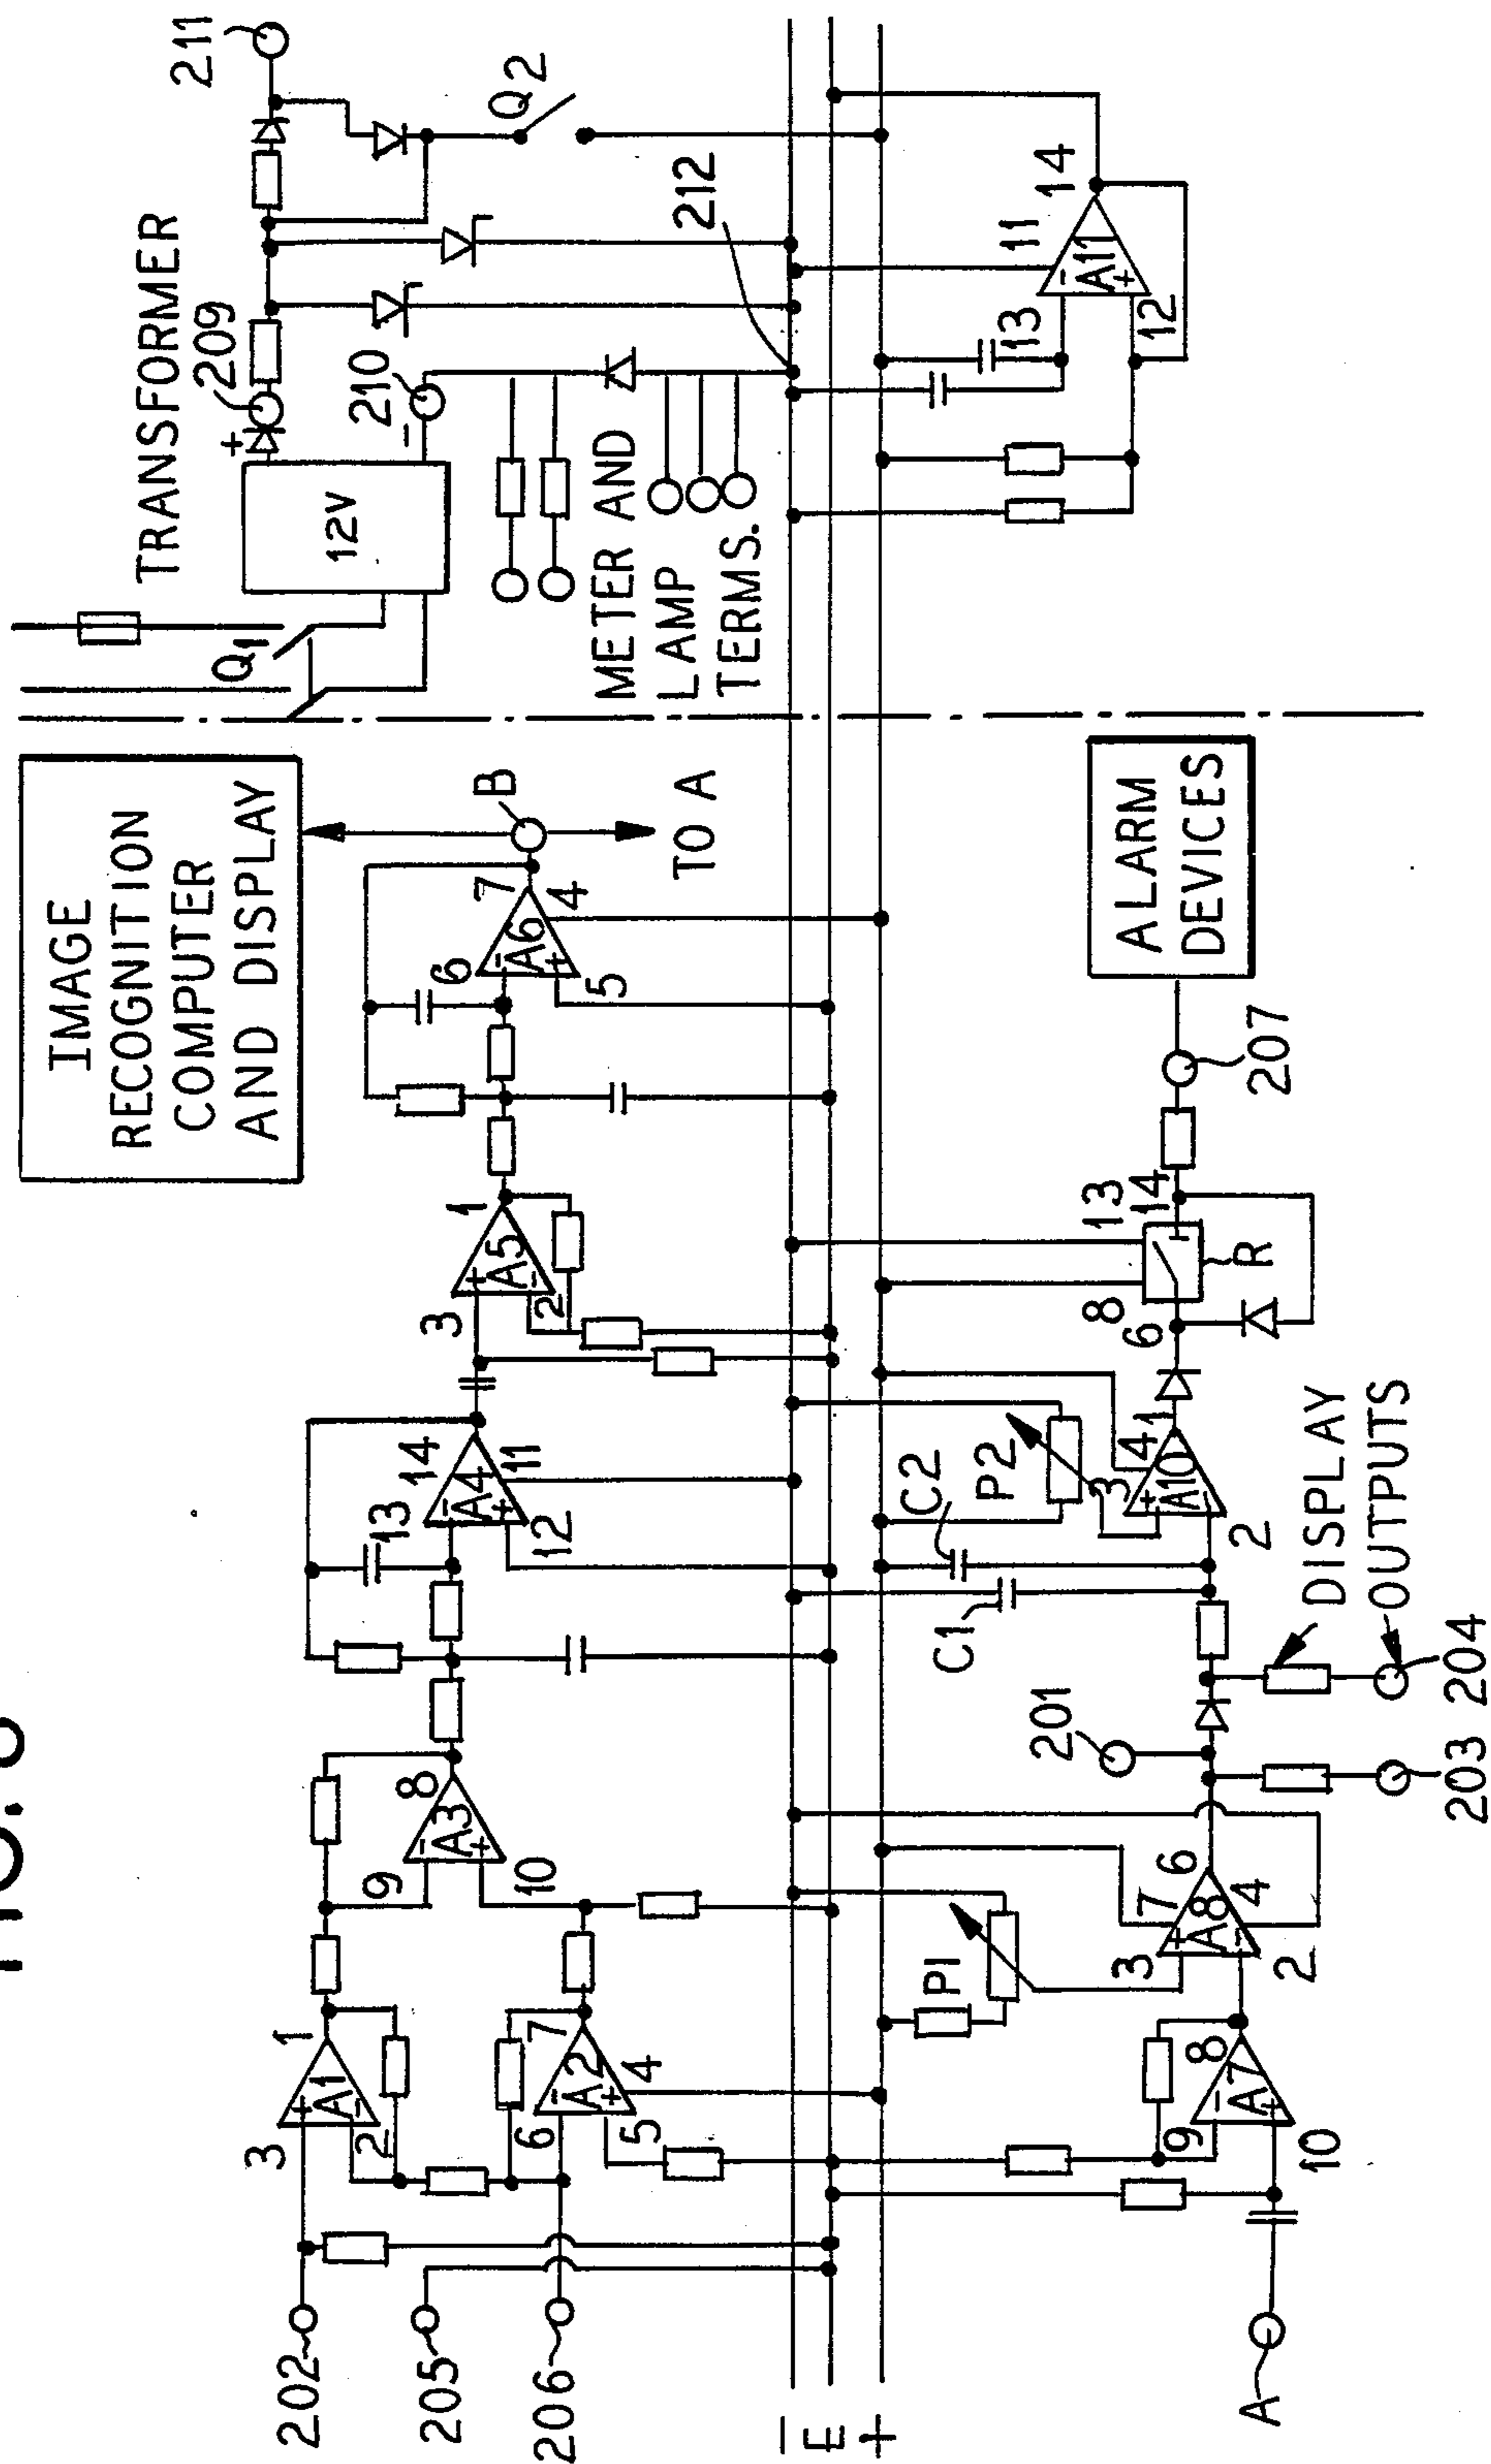 IMAGE
RECOGNITION
COMPUTER
AND DISPLAY
TRANSFORMER
211
209
+
12V
210
−
Q1
Q2
METER AND
LAMP
TERMS.
212
B
TO A
202
205
206
3
A1
+
−
1
2
6
A2
−
+
7
4
5
9
A3
−
+
8
10
13
A4
−
+
14
11
12
3
A5
+
−
1
2
6
A6
−
+
7
4
5
−
E
+
A
9
A7
−
+
8
10
P1
3
A8
+
−
7
6
4
2
201
203
204
DISPLAY
OUTPUTS
C1
C2
P2
3
A10
+
−
4
1
2
8
6
13
14
R
207
ALARM
DEVICES
13
A11
−
+
11
14
12